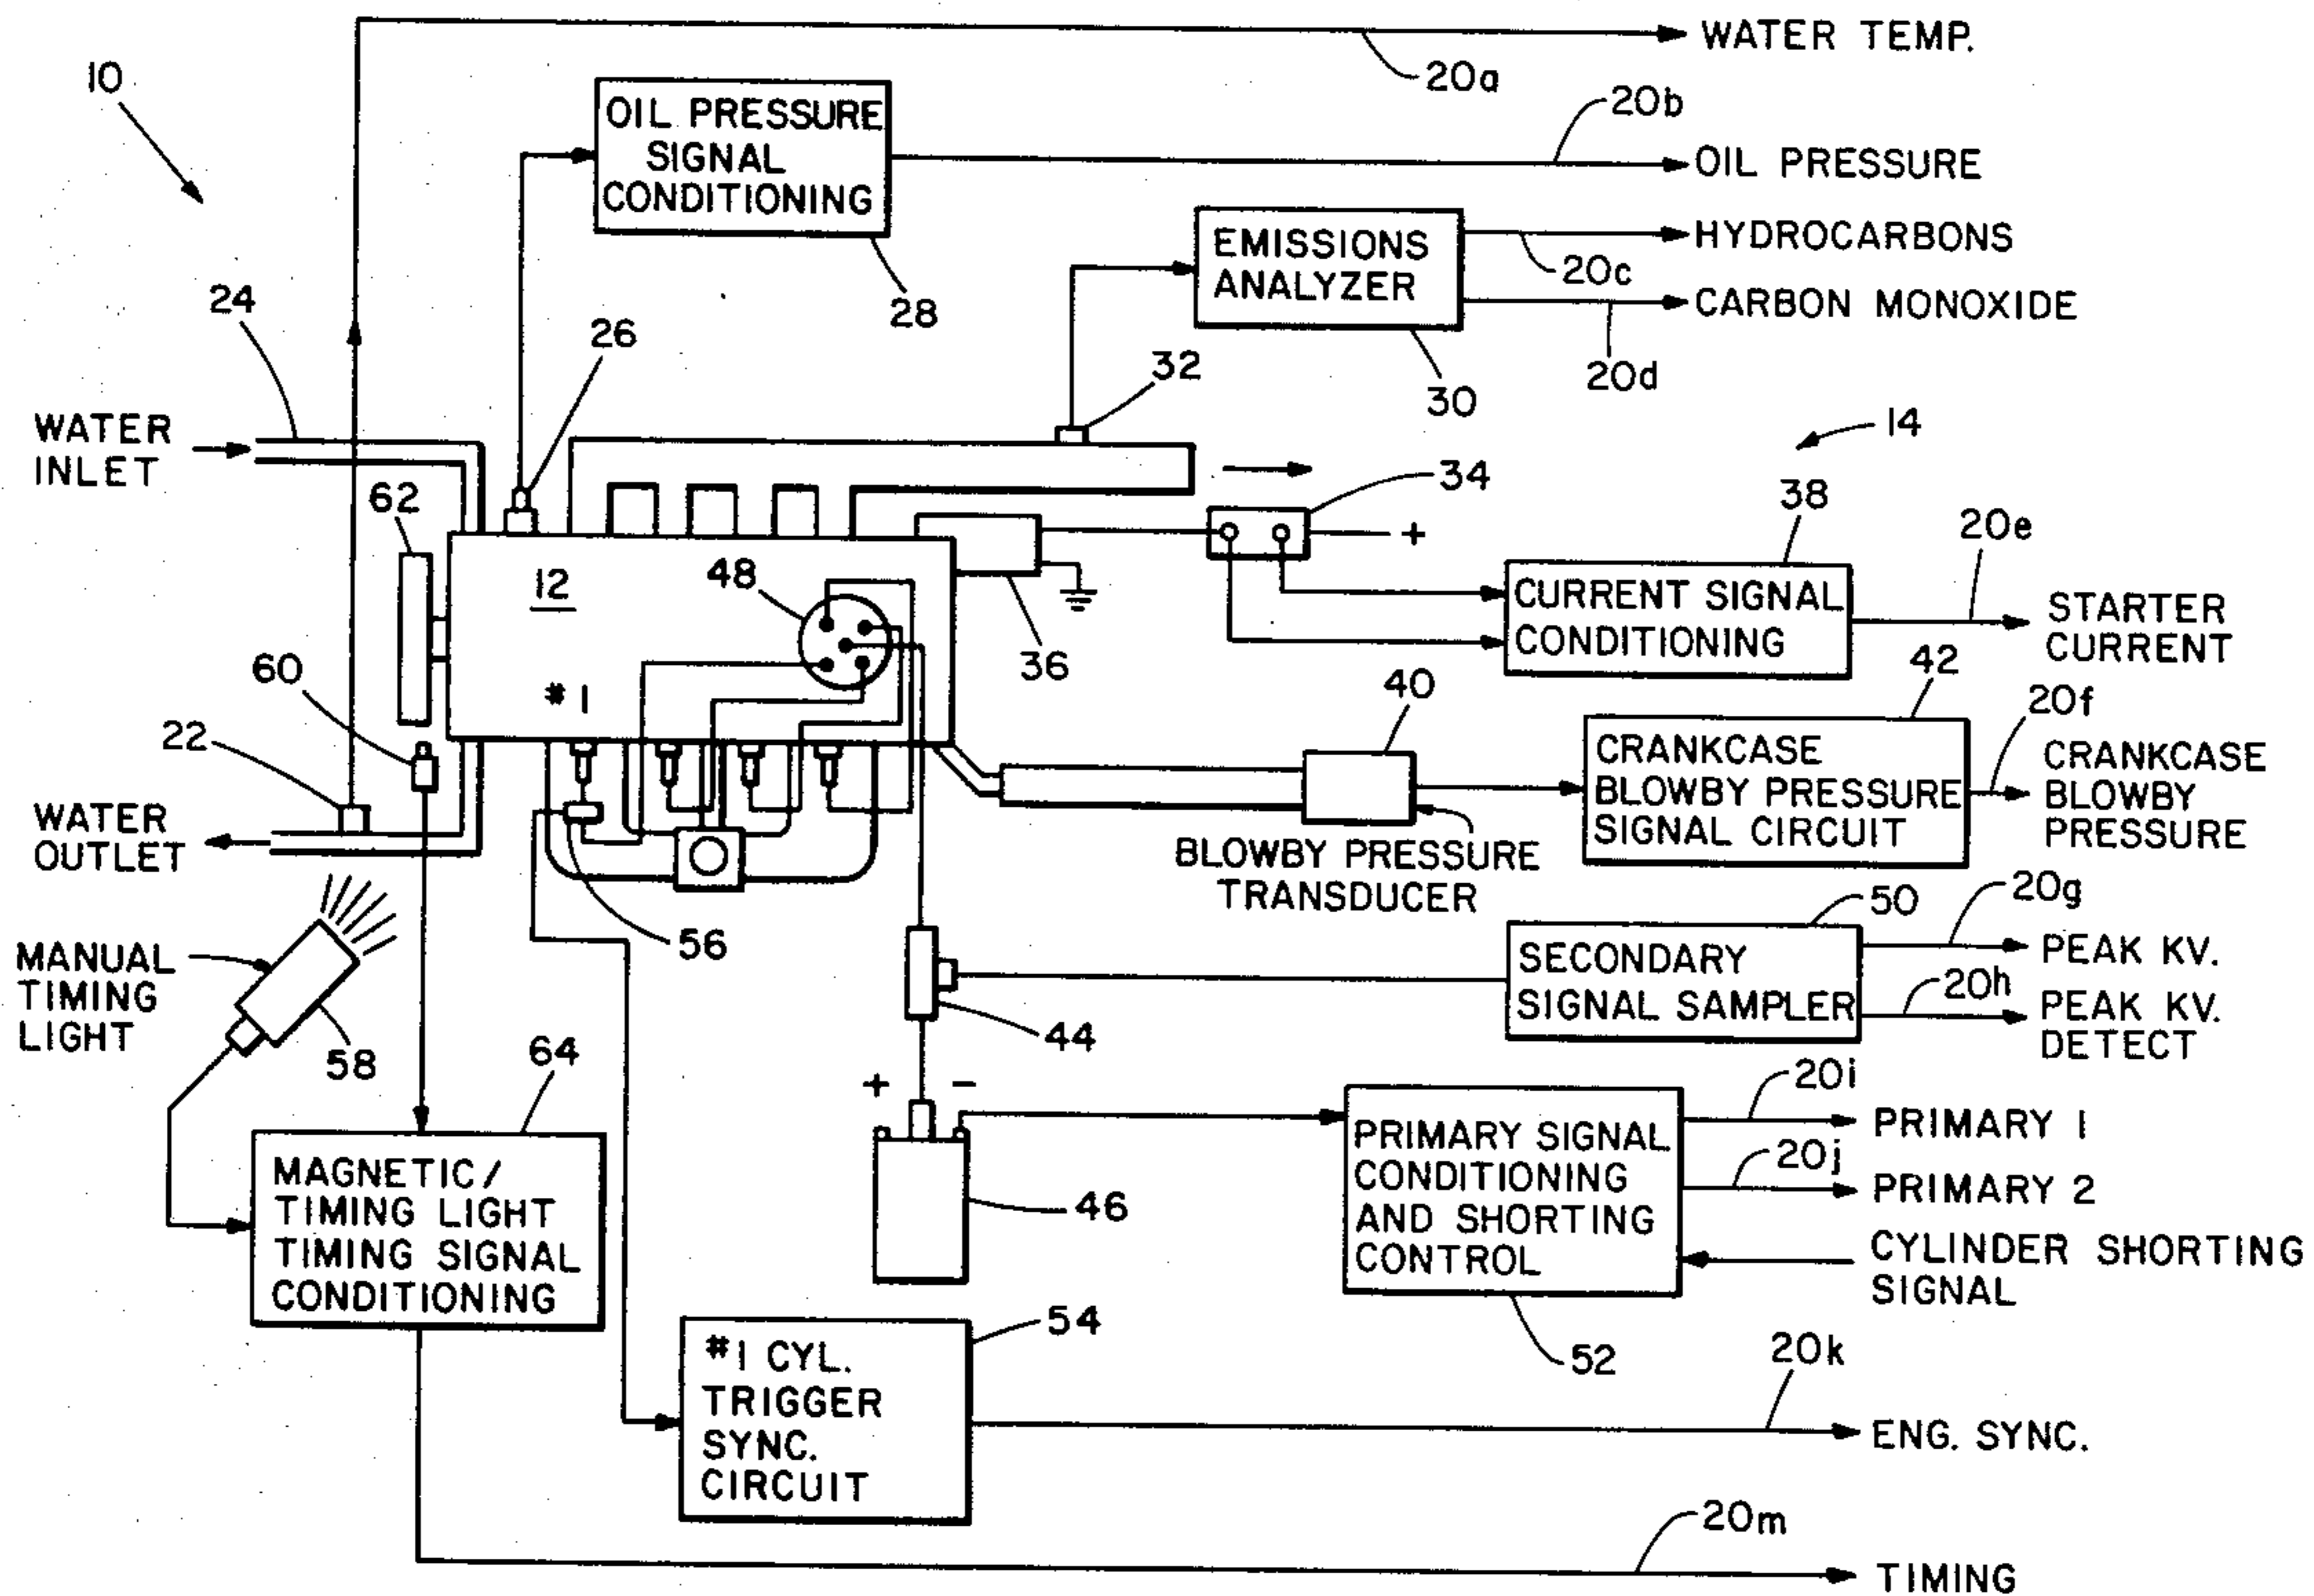 WATER TEMP.
10
20a
20b
OIL PRESSURE
SIGNAL
CONDITIONING
OIL PRESSURE
HYDROCARBONS
EMISSIONS
ANALYZER
20c
24
28
CARBON MONOXIDE
26
32
20d
30
14
WATER
INLET
34
62
38
+
20e
12
48
CURRENT SIGNAL
CONDITIONING
STARTER
CURRENT
36
60
#1
40
42
20f
22
CRANKCASE
BLOWBY PRESSURE
SIGNAL CIRCUIT
CRANKCASE
BLOWBY
PRESSURE
WATER
OUTLET
BLOWBY PRESSURE
TRANSDUCER
20g
50
56
MANUAL
TIMING
LIGHT
SECONDARY
SIGNAL SAMPLER
PEAK KV.
20h
PEAK KV.
DETECT
44
58
64
+ -
20i
PRIMARY SIGNAL
CONDITIONING
AND SHORTING
CONTROL
PRIMARY 1
20j
PRIMARY 2
46
MAGNETIC/
TIMING LIGHT
TIMING SIGNAL
CONDITIONING
CYLINDER SHORTING
SIGNAL
54
52
#1 CYL.
TRIGGER
SYNC.
CIRCUIT
20k
ENG. SYNC.
20m
TIMING